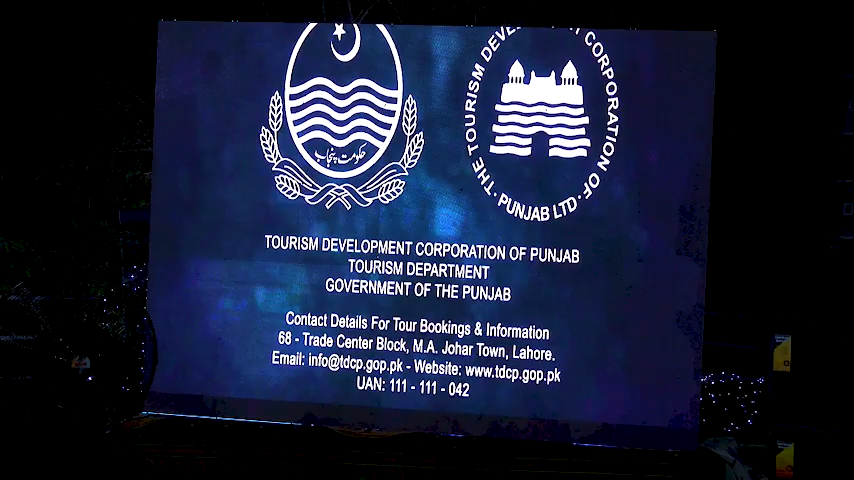 حکومت پنجاب
THE TOURISM DEVELOPMENT CORPORATION OF
· PUNJAB LTD ·
TOURISM DEVELOPMENT CORPORATION OF PUNJAB
TOURISM DEPARTMENT
GOVERNMENT OF THE PUNJAB
Contact Details For Tour Bookings & Information
68 - Trade Center Block, M.A. Johar Town, Lahore.
Email: info@tdcp.gop.pk - Website: www.tdcp.gop.pk
UAN: 111 - 111 - 042